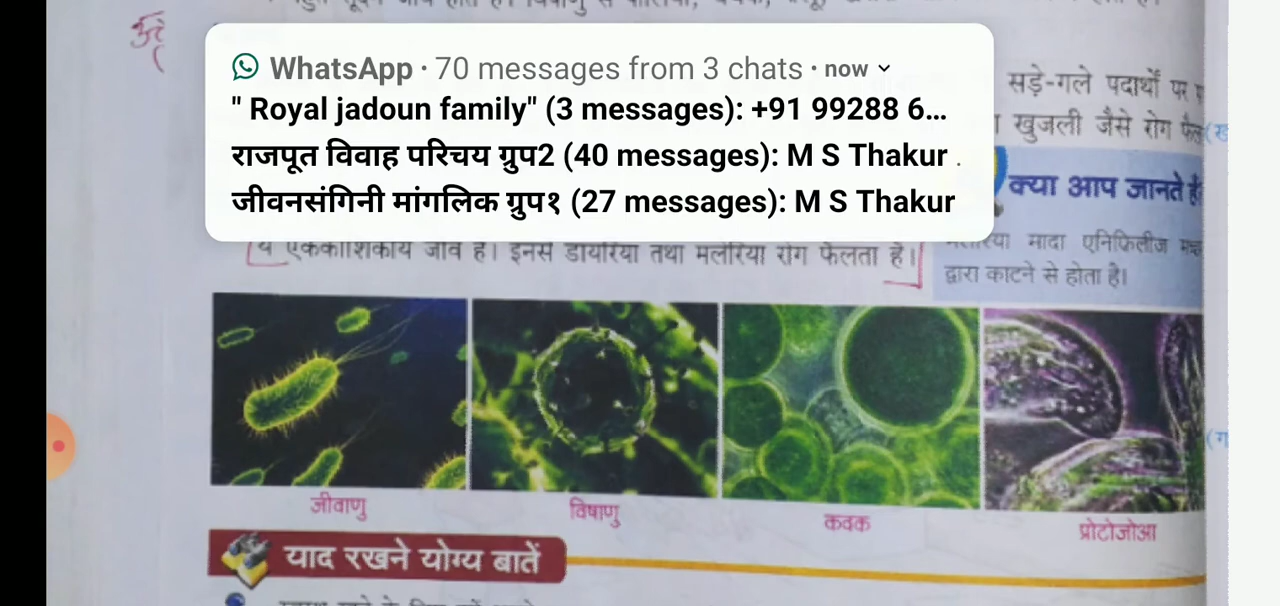 WhatsApp · 70 messages from 3 chats · now
" Royal jadoun family" (3 messages): +91 99288 6...
राजपूत विवाह परिचय ग्रुप2 (40 messages): M S Thakur .
जीवनसंगिनी मांगलिक ग्रुप१ (27 messages): M S Thakur
सड़े-गले पदार्थों पर
खुजली जैसे रोग
क्या आप जानते है
मादा एनिफिलीज
द्वारा काटने से होता है।
ये एककोशिकीय जीव है। इनसे डायरिया तथा मलेरिया रोग फैलता है।
जीवाणु
विषाणु
कवक
प्रोटोजोआ
याद रखने योग्य बातें